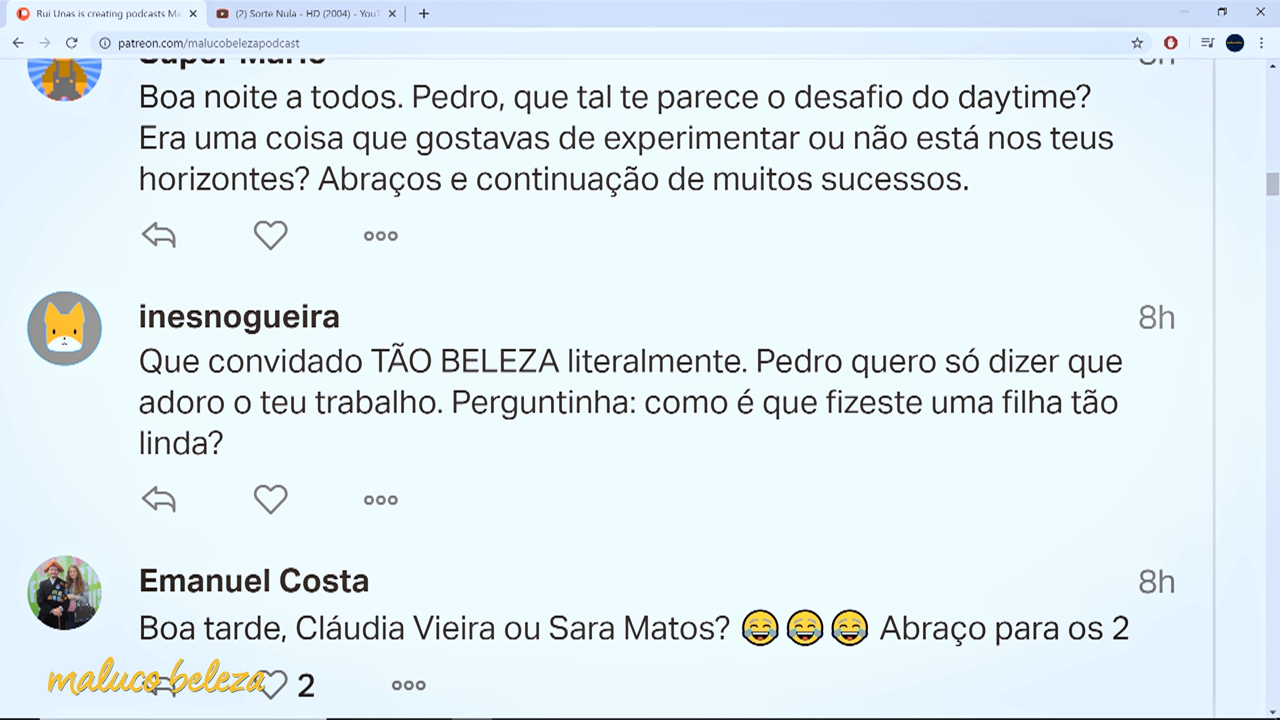 Rui Unas is creating podcasts Ma
(2) Sorte Nula - HD (2004) - YouT
patreon.com/malucobelezapodcast
Super Mario
8h
Boa noite a todos. Pedro, que tal te parece o desafio do daytime?
Era uma coisa que gostavas de experimentar ou não está nos teus
horizontes? Abraços e continuação de muitos sucessos.
inesnogueira
8h
Que convidado TÃO BELEZA literalmente. Pedro quero só dizer que
adoro o teu trabalho. Perguntinha: como é que fizeste uma filha tão
linda?
Emanuel Costa
8h
Boa tarde, Cláudia Vieira ou Sara Matos? 😂😂😂 Abraço para os 2
maluco beleza
2